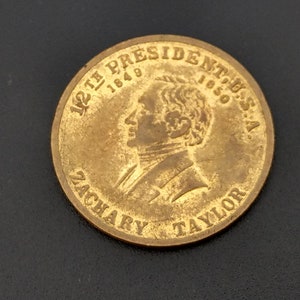 12TH PRESIDENT. U.S.A.
1849 1850
ZACHARY TAYLOR